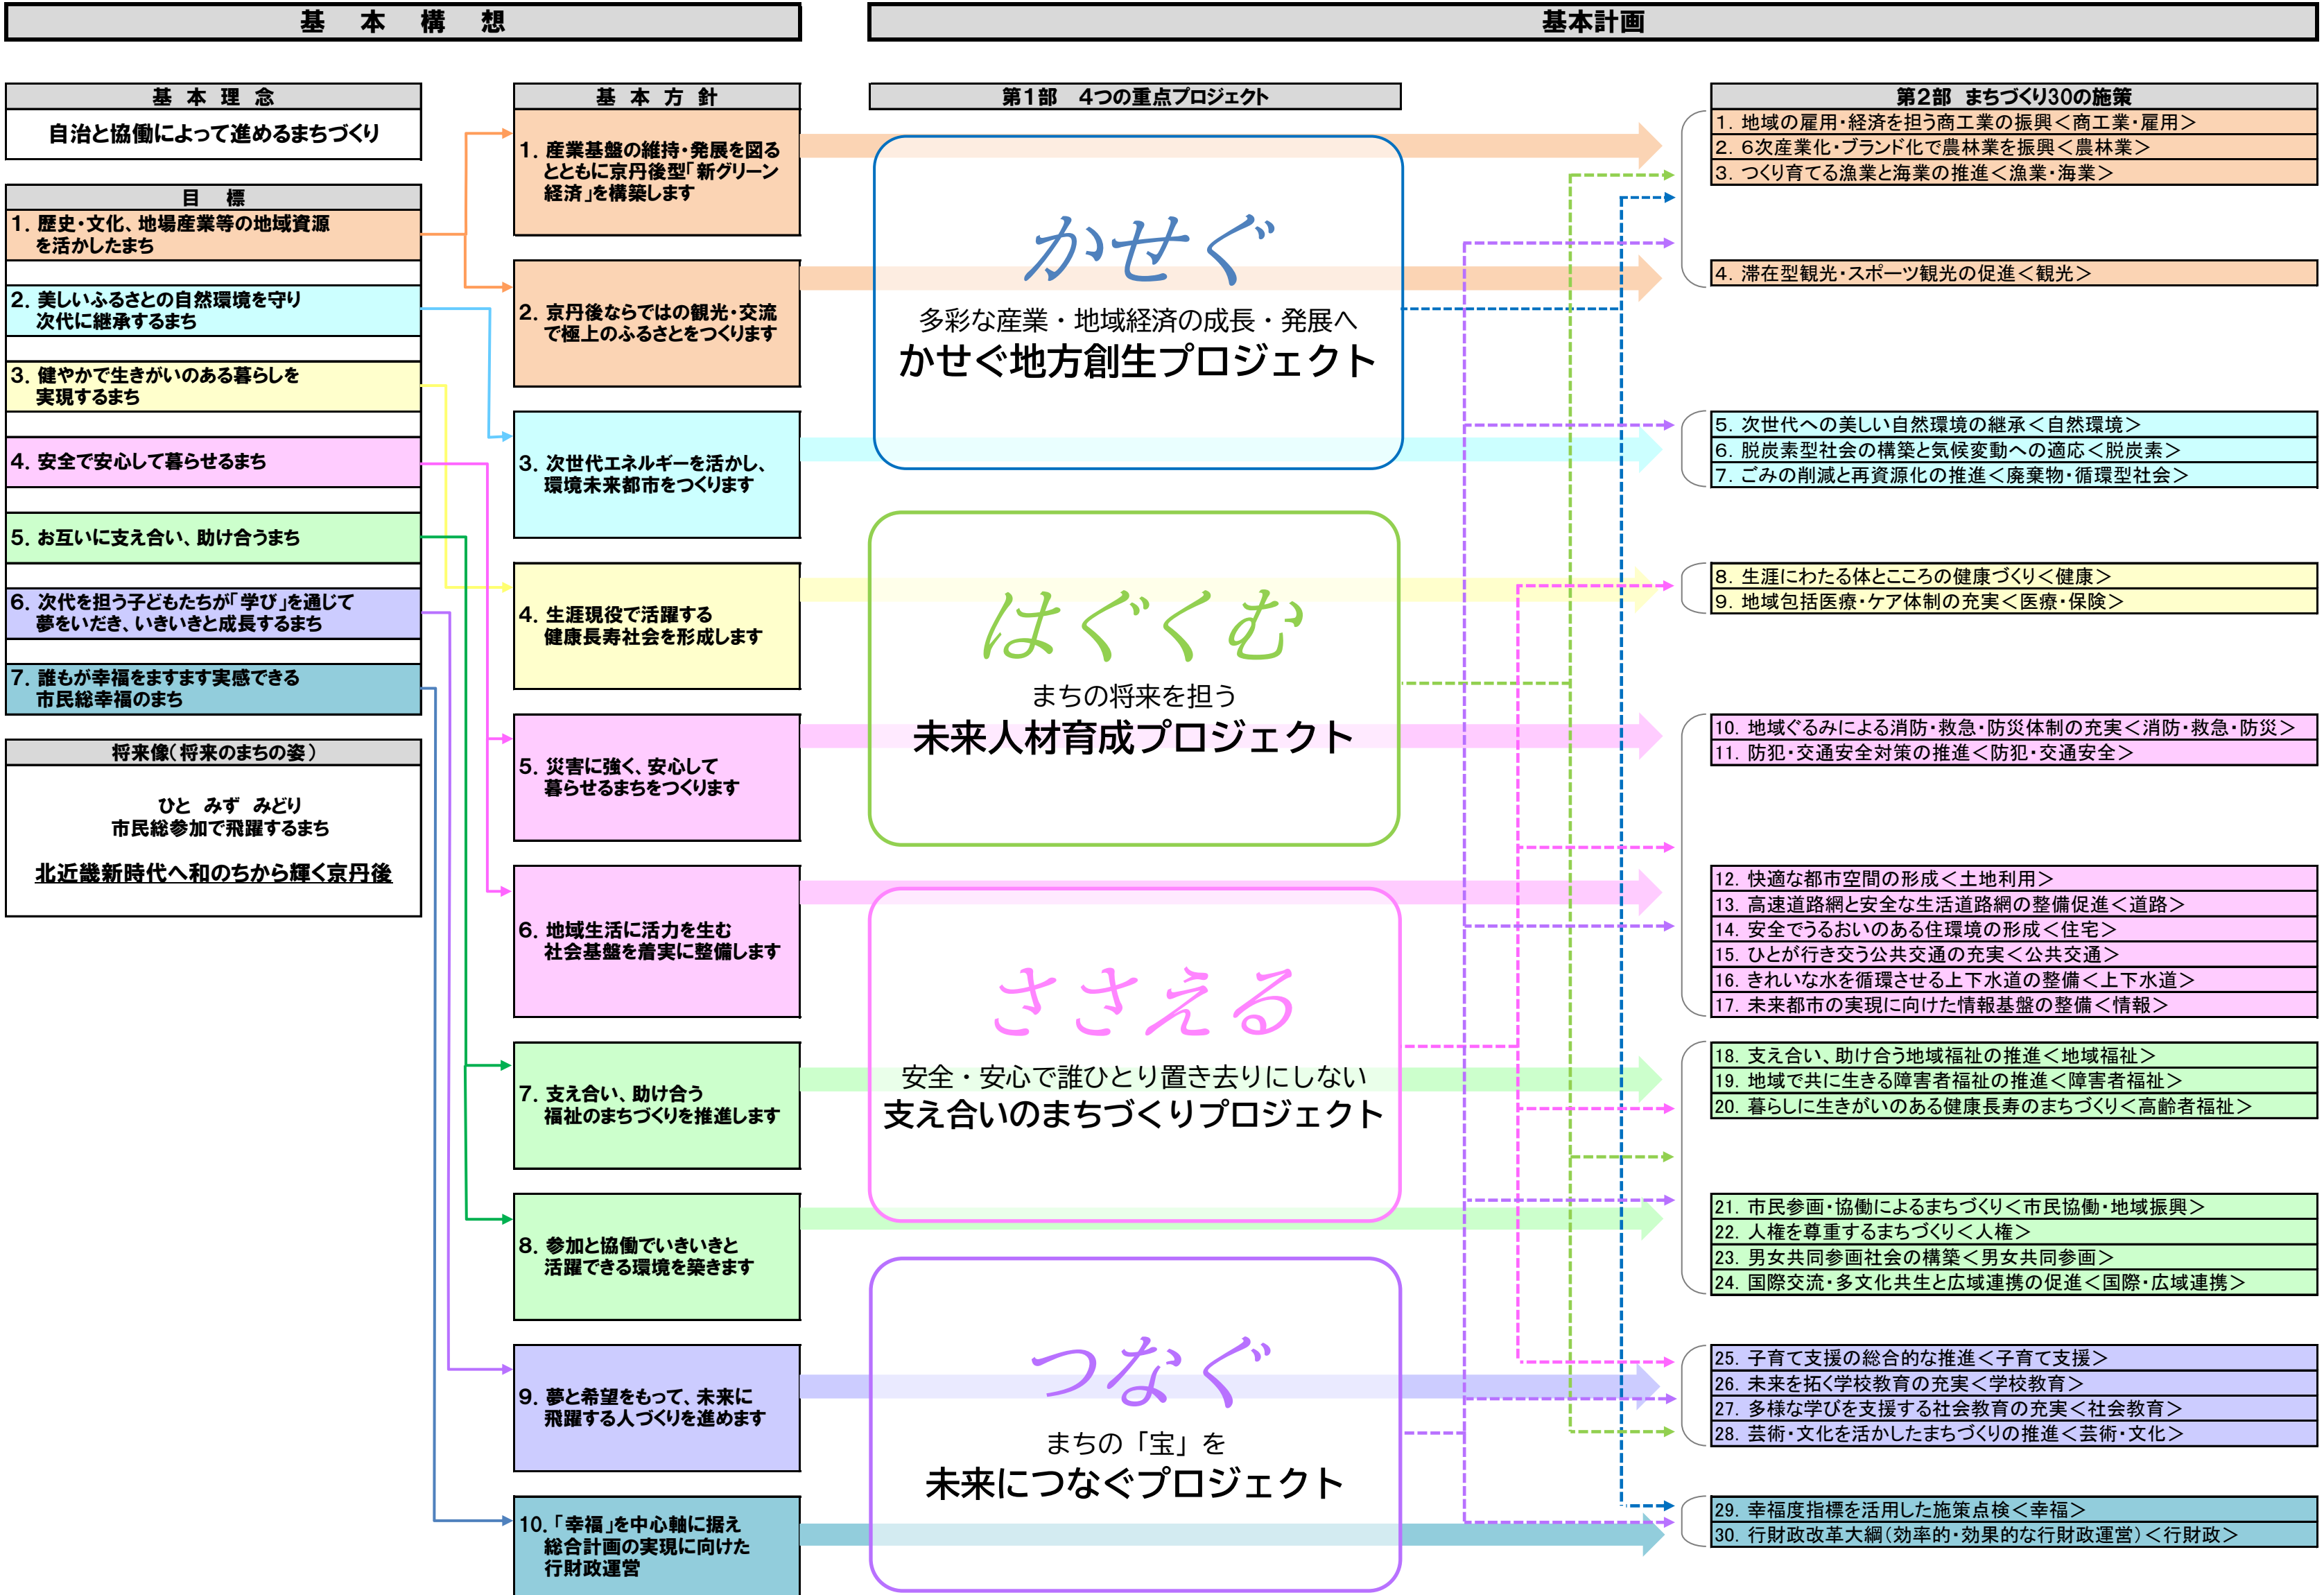 基 本 構 想
基本計画
基 本 理 念
自治と協働によって進めるまちづくり
目 標
1. 歴史・文化、地場産業等の地域資源
を活かしたまち
2. 美しいふるさとの自然環境を守り
次代に継承するまち
3. 健やかで生きがいのある暮らしを
実現するまち
4. 安全で安心して暮らせるまち
5. お互いに支え合い、助け合うまち
6. 次代を担う子どもたちが「学び」を通じて
夢をいだき、いきいきと成長するまち
7. 誰もが幸福をますます実感できる
市民総幸福のまち
将来像（将来のまちの姿）
ひと みず みどり
市民総参加で飛躍するまち
北近畿新時代へ和のちから輝く京丹後
基 本 方 針
1. 産業基盤の維持・発展を図る
とともに京丹後型「新グリーン
経済」を構築します
2. 京丹後ならではの観光・交流
で極上のふるさとをつくります
3. 次世代エネルギーを活かし、
環境未来都市をつくります
4. 生涯現役で活躍する
健康長寿社会を形成します
5. 災害に強く、安心して
暮らせるまちをつくります
6. 地域生活に活力を生む
社会基盤を着実に整備します
7. 支え合い、助け合う
福祉のまちづくりを推進します
8. 参加と協働でいきいきと
活躍できる環境を築きます
9. 夢と希望をもって、未来に
飛躍する人づくりを進めます
10.「幸福」を中心軸に据え
総合計画の実現に向けた
行財政運営
第1部 4つの重点プロジェクト
かせぐ
多彩な産業・地域経済の成長・発展へ
かせぐ地方創生プロジェクト
はぐくむ
まちの将来を担う
未来人材育成プロジェクト
ささえる
安全・安心で誰ひとり置き去りにしない
支え合いのまちづくりプロジェクト
つなぐ
まちの「宝」を
未来につなぐプロジェクト
第2部 まちづくり30の施策
1. 地域の雇用・経済を担う商工業の振興＜商工業・雇用＞
2. 6次産業化・ブランド化で農林業を振興＜農林業＞
3. つくり育てる漁業と海業の推進＜漁業・海業＞
4. 滞在型観光・スポーツ観光の促進＜観光＞
5. 次世代への美しい自然環境の継承＜自然環境＞
6. 脱炭素型社会の構築と気候変動への適応＜脱炭素＞
7. ごみの削減と再資源化の推進＜廃棄物・循環型社会＞
8. 生涯にわたる体とこころの健康づくり＜健康＞
9. 地域包括医療・ケア体制の充実＜医療・保険＞
10. 地域ぐるみによる消防・救急・防災体制の充実＜消防・救急・防災＞
11. 防犯・交通安全対策の推進＜防犯・交通安全＞
12. 快適な都市空間の形成＜土地利用＞
13. 高速道路網と安全な生活道路網の整備促進＜道路＞
14. 安全でうるおいのある住環境の形成＜住宅＞
15. ひとが行き交う公共交通の充実＜公共交通＞
16. きれいな水を循環させる上下水道の整備＜上下水道＞
17. 未来都市の実現に向けた情報基盤の整備＜情報＞
18. 支え合い、助け合う地域福祉の推進＜地域福祉＞
19. 地域で共に生きる障害者福祉の推進＜障害者福祉＞
20. 暮らしに生きがいのある健康長寿のまちづくり＜高齢者福祉＞
21. 市民参画・協働によるまちづくり＜市民協働・地域振興＞
22. 人権を尊重するまちづくり＜人権＞
23. 男女共同参画社会の構築＜男女共同参画＞
24. 国際交流・多文化共生と広域連携の促進＜国際・広域連携＞
25. 子育て支援の総合的な推進＜子育て支援＞
26. 未来を拓く学校教育の充実＜学校教育＞
27. 多様な学びを支援する社会教育の充実＜社会教育＞
28. 芸術・文化を活かしたまちづくりの推進＜芸術・文化＞
29. 幸福度指標を活用した施策点検＜幸福＞
30. 行財政改革大綱（効率的・効果的な行財政運営）＜行財政＞